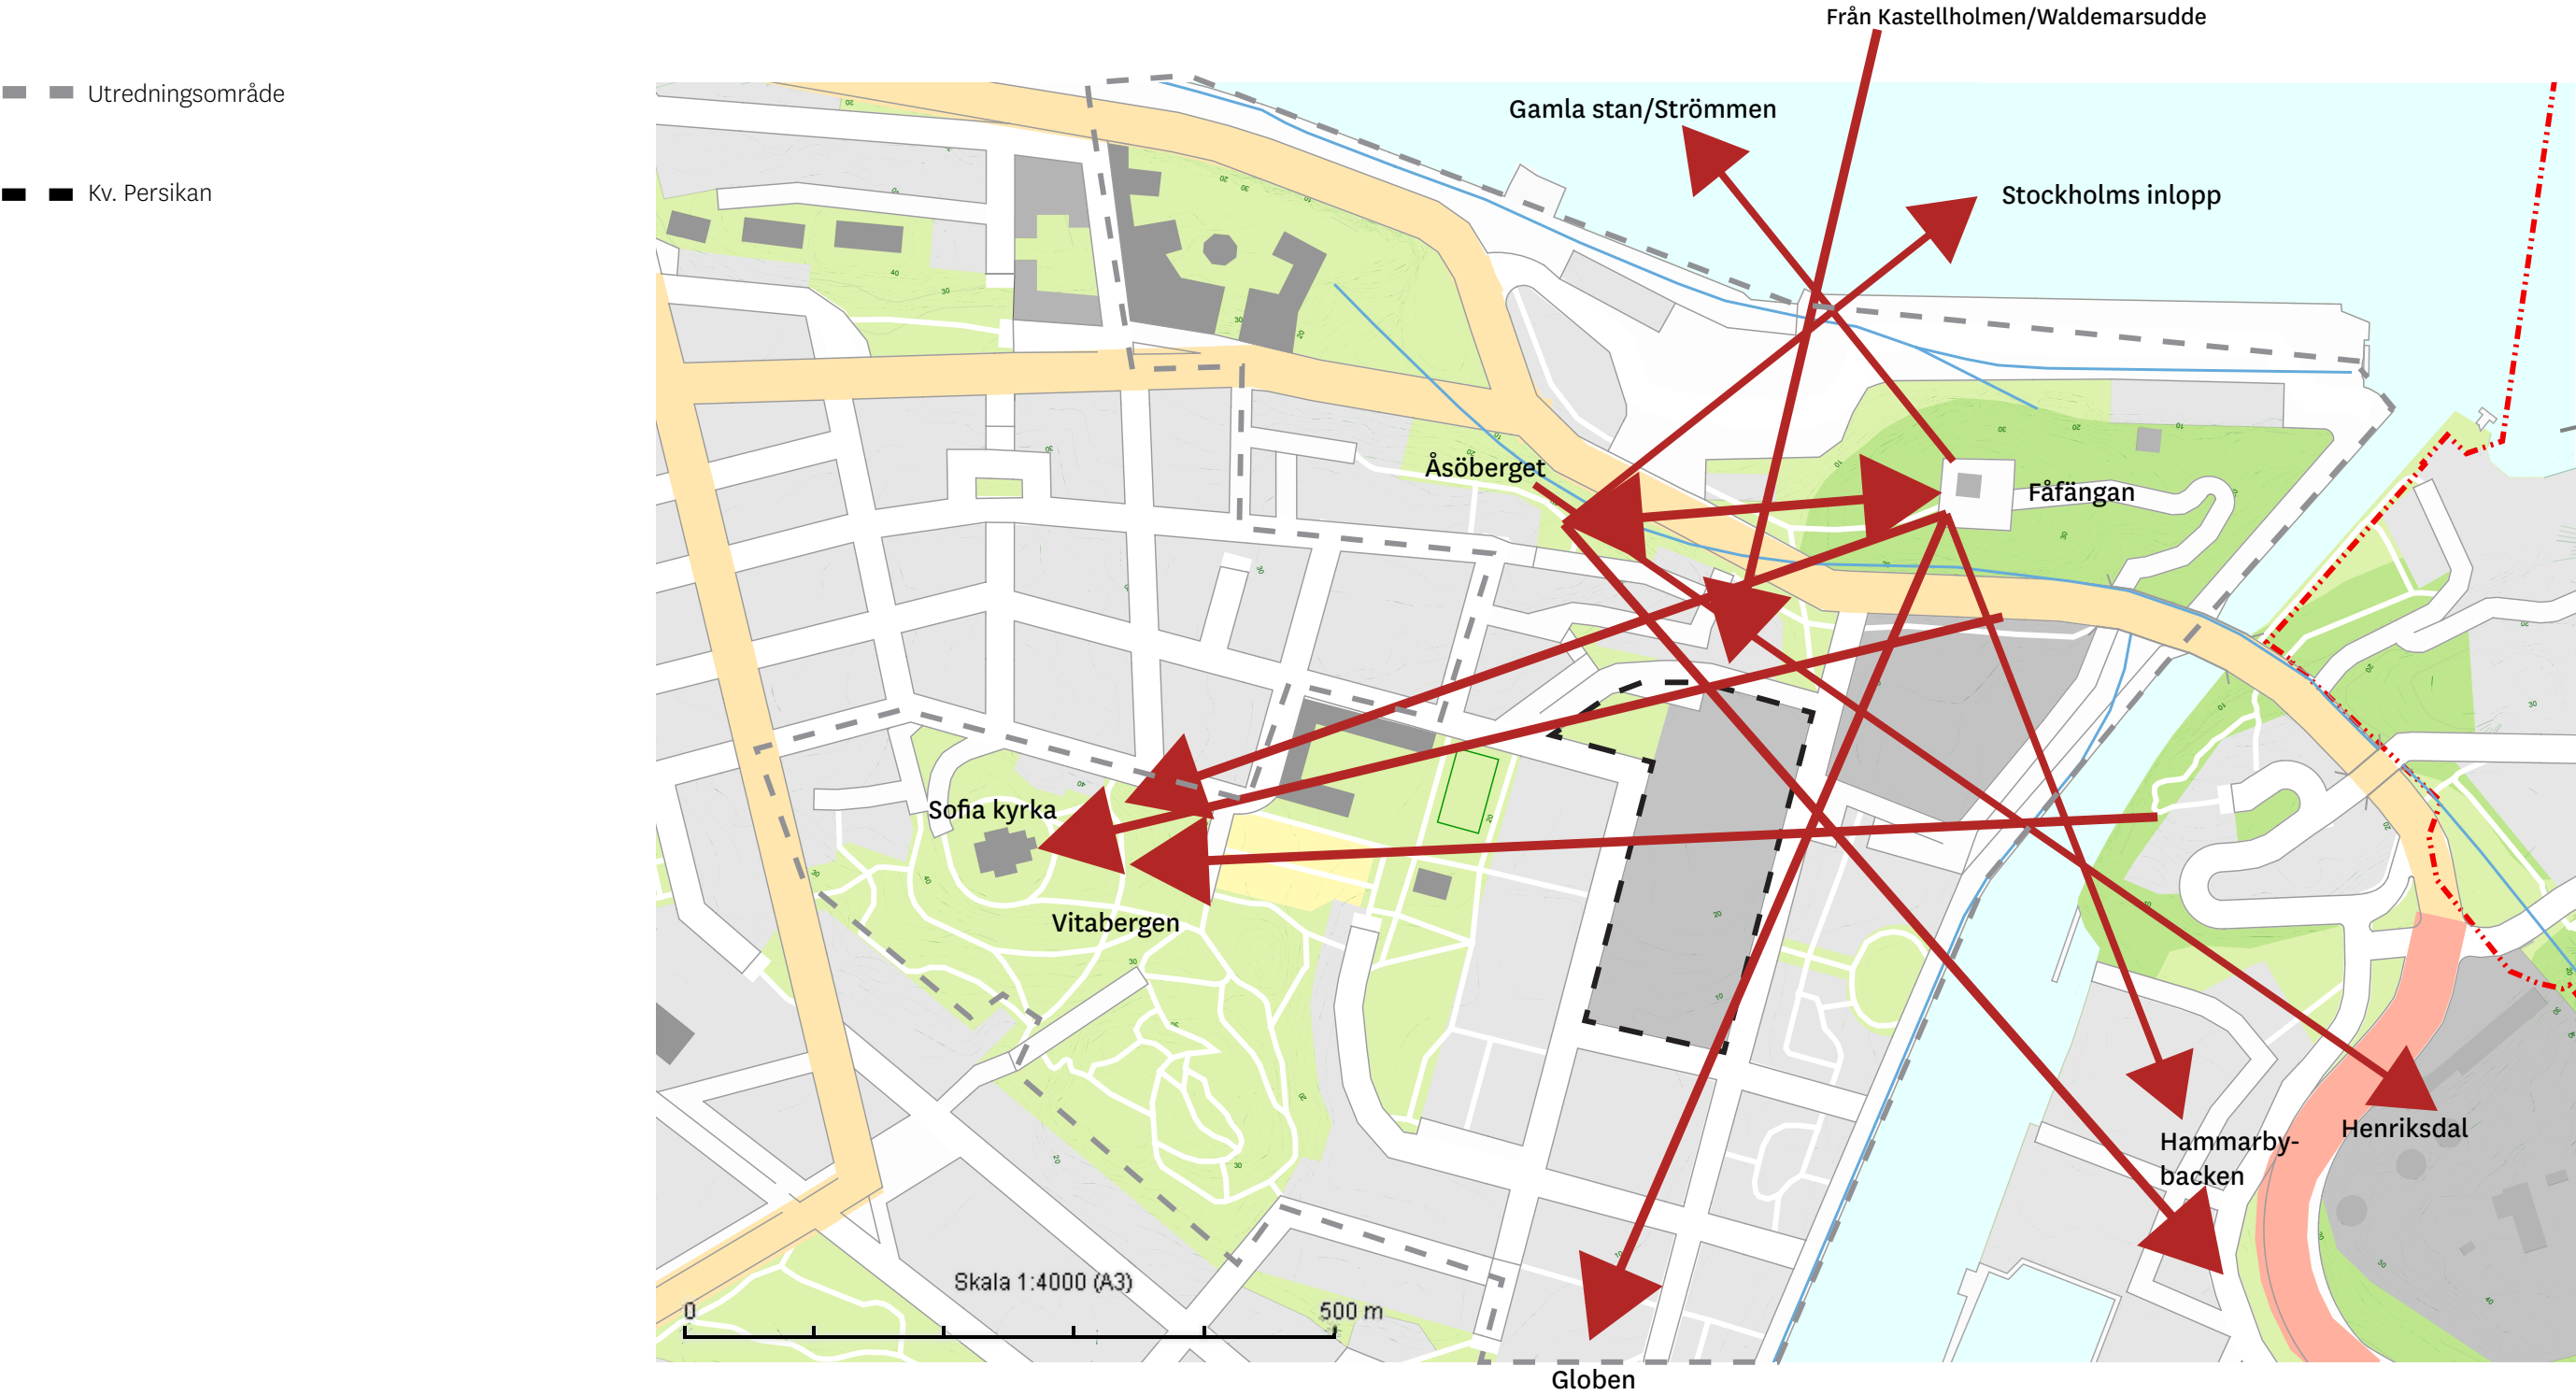 Från Kastellholmen/Waldemarsudde
Utredningsområde
Gamla stan/Strömmen
Kv. Persikan
Stockholms inlopp
Åsöberget
Fåfängan
Sofia kyrka
Vitabergen
Henriksdal
Hammarby-
backen
Skala 1:4000 (A3)
0
500 m
Globen